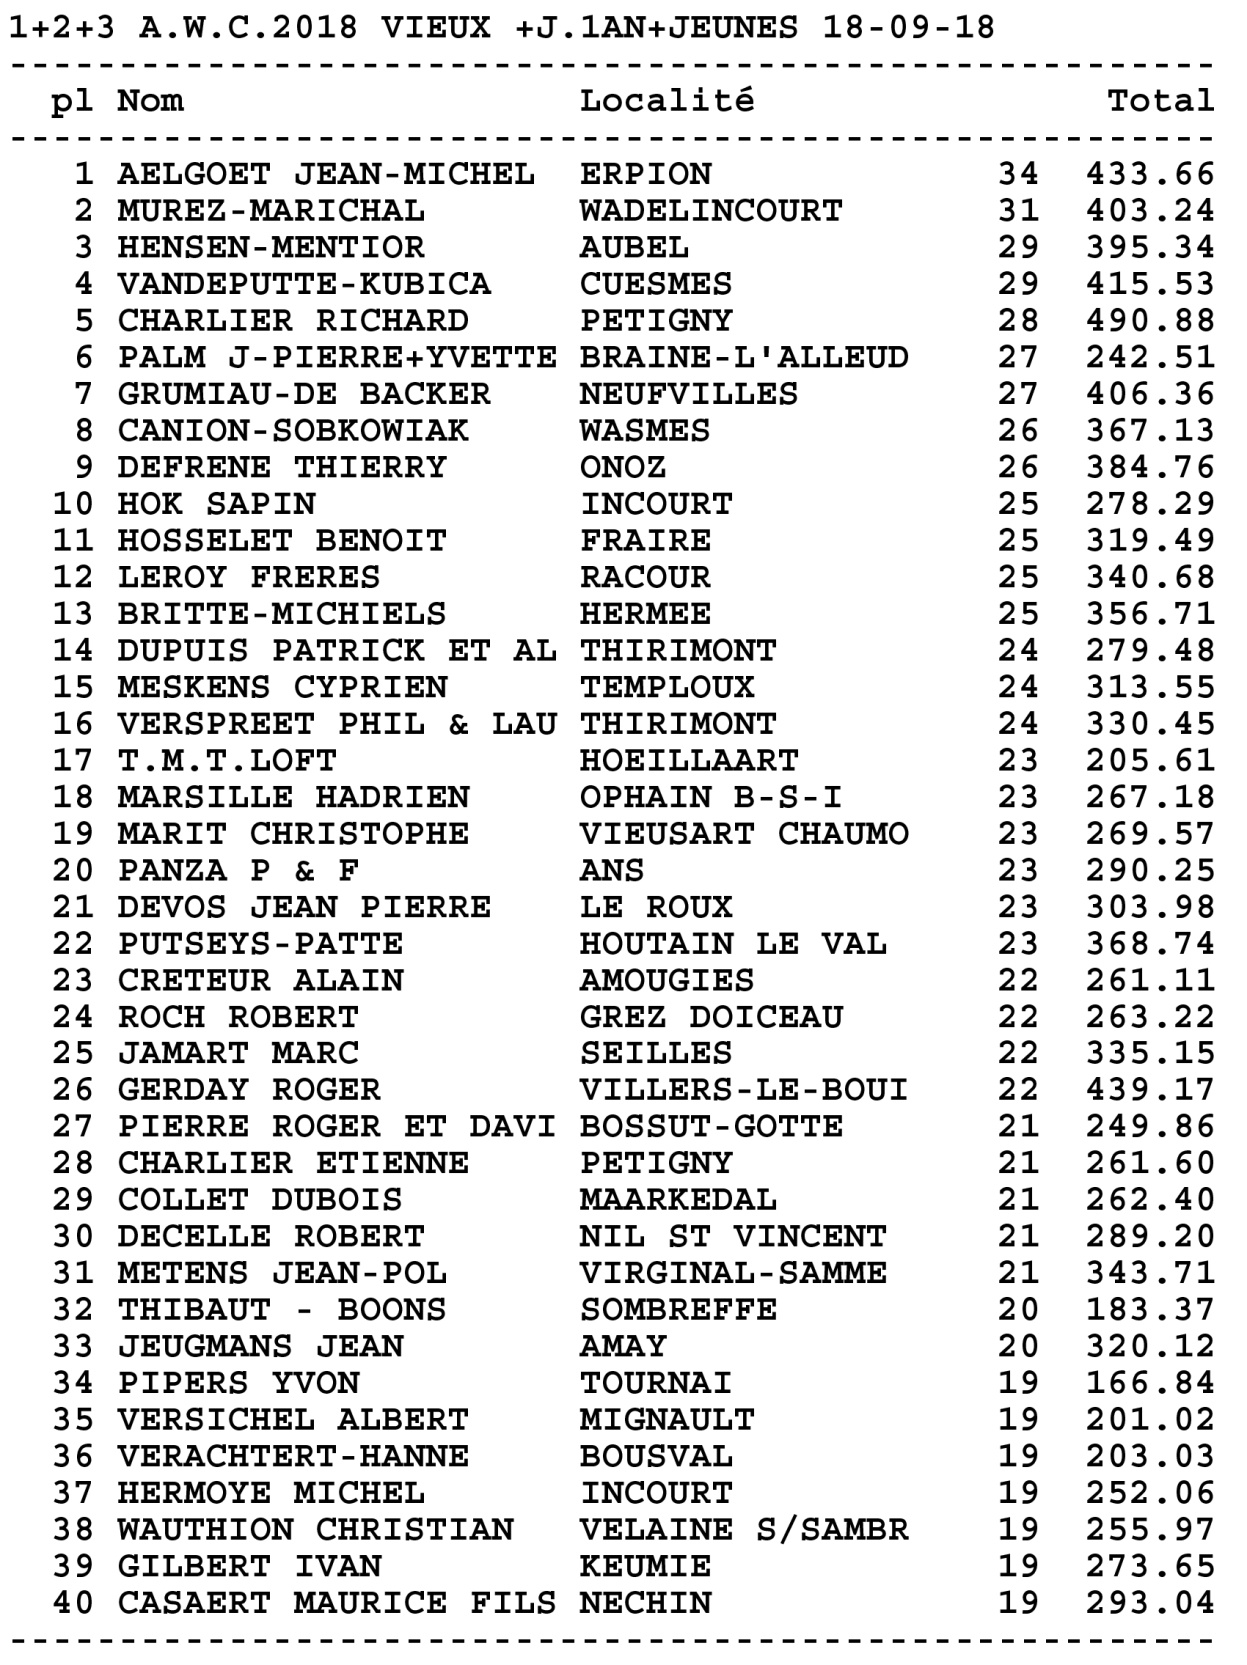 1+2+3 A.W.C.2018 VIEUX +J.1AN+JEUNES 18-09-18
-------------------------------------------------------
pl Nom Localité Total
-------------------------------------------------------
1 AELGOET JEAN-MICHEL ERPION 34 433.66
2 MUREZ-MARICHAL WADELINCOURT 31 403.24
3 HENSEN-MENTIOR AUBEL 29 395.34
4 VANDEPUTTE-KUBICA CUESMES 29 415.53
5 CHARLIER RICHARD PETIGNY 28 490.88
6 PALM J-PIERRE+YVETTE BRAINE-L'ALLEUD 27 242.51
7 GRUMIAU-DE BACKER NEUFVILLES 27 406.36
8 CANION-SOBKOWIAK WASMES 26 367.13
9 DEFRENE THIERRY ONOZ 26 384.76
10 HOK SAPIN INCOURT 25 278.29
11 HOSSELET BENOIT FRAIRE 25 319.49
12 LEROY FRERES RACOUR 25 340.68
13 BRITTE-MICHIELS HERMEE 25 356.71
14 DUPUIS PATRICK ET AL THIRIMONT 24 279.48
15 MESKENS CYPRIEN TEMPLOUX 24 313.55
16 VERSPREET PHIL & LAU THIRIMONT 24 330.45
17 T.M.T.LOFT HOEILLAART 23 205.61
18 MARSILLE HADRIEN OPHAIN B-S-I 23 267.18
19 MARIT CHRISTOPHE VIEUSART CHAUMO 23 269.57
20 PANZA P & F ANS 23 290.25
21 DEVOS JEAN PIERRE LE ROUX 23 303.98
22 PUTSEYS-PATTE HOUTAIN LE VAL 23 368.74
23 CRETEUR ALAIN AMOUGIES 22 261.11
24 ROCH ROBERT GREZ DOICEAU 22 263.22
25 JAMART MARC SEILLES 22 335.15
26 GERDAY ROGER VILLERS-LE-BOUI 22 439.17
27 PIERRE ROGER ET DAVI BOSSUT-GOTTE 21 249.86
28 CHARLIER ETIENNE PETIGNY 21 261.60
29 COLLET DUBOIS MAARKEDAL 21 262.40
30 DECELLE ROBERT NIL ST VINCENT 21 289.20
31 METENS JEAN-POL VIRGINAL-SAMME 21 343.71
32 THIBAUT - BOONS SOMBREFFE 20 183.37
33 JEUGMANS JEAN AMAY 20 320.12
34 PIPERS YVON TOURNAI 19 166.84
35 VERSICHEL ALBERT MIGNAULT 19 201.02
36 VERACHTERT-HANNE BOUSVAL 19 203.03
37 HERMOYE MICHEL INCOURT 19 252.06
38 WAUTHION CHRISTIAN VELAINE S/SAMBR 19 255.97
39 GILBERT IVAN KEUMIE 19 273.65
40 CASAERT MAURICE FILS NECHIN 19 293.04
-------------------------------------------------------